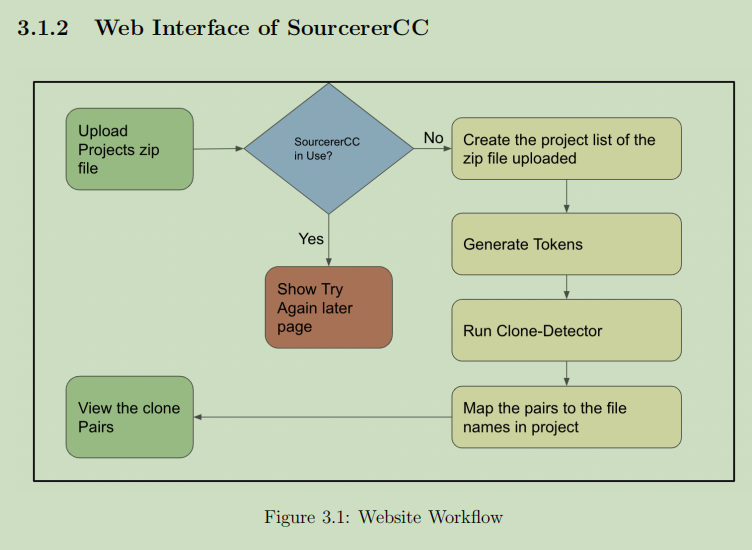 3.1.2 Web Interface of SourcererCC
Upload
Projects zip
file
SourcererCC
in Use?
No
Create the project list of the
zip file uploaded
Yes
Generate Tokens
Show Try
Again later
page
Run Clone-Detector
Map the pairs to the file
names in project
View the clone
Pairs
Figure 3.1: Website Workflow